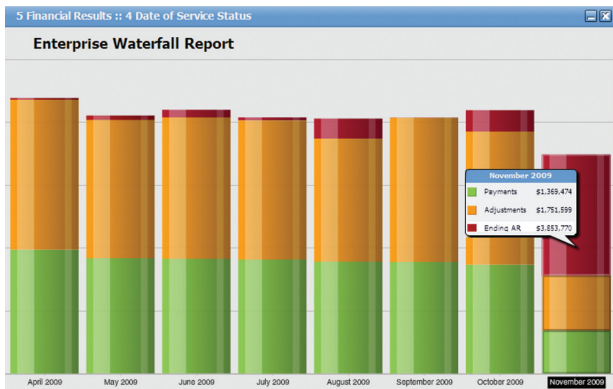 5 Financial Results :: 4 Date of Service Status
Enterprise Waterfall Report
November 2009
Payments $1,369,474
Adjustments $1,751,599
Ending AR $3,853,770
April 2009 May 2009 June 2009 July 2009 August 2009 September 2009 October 2009 November 2009